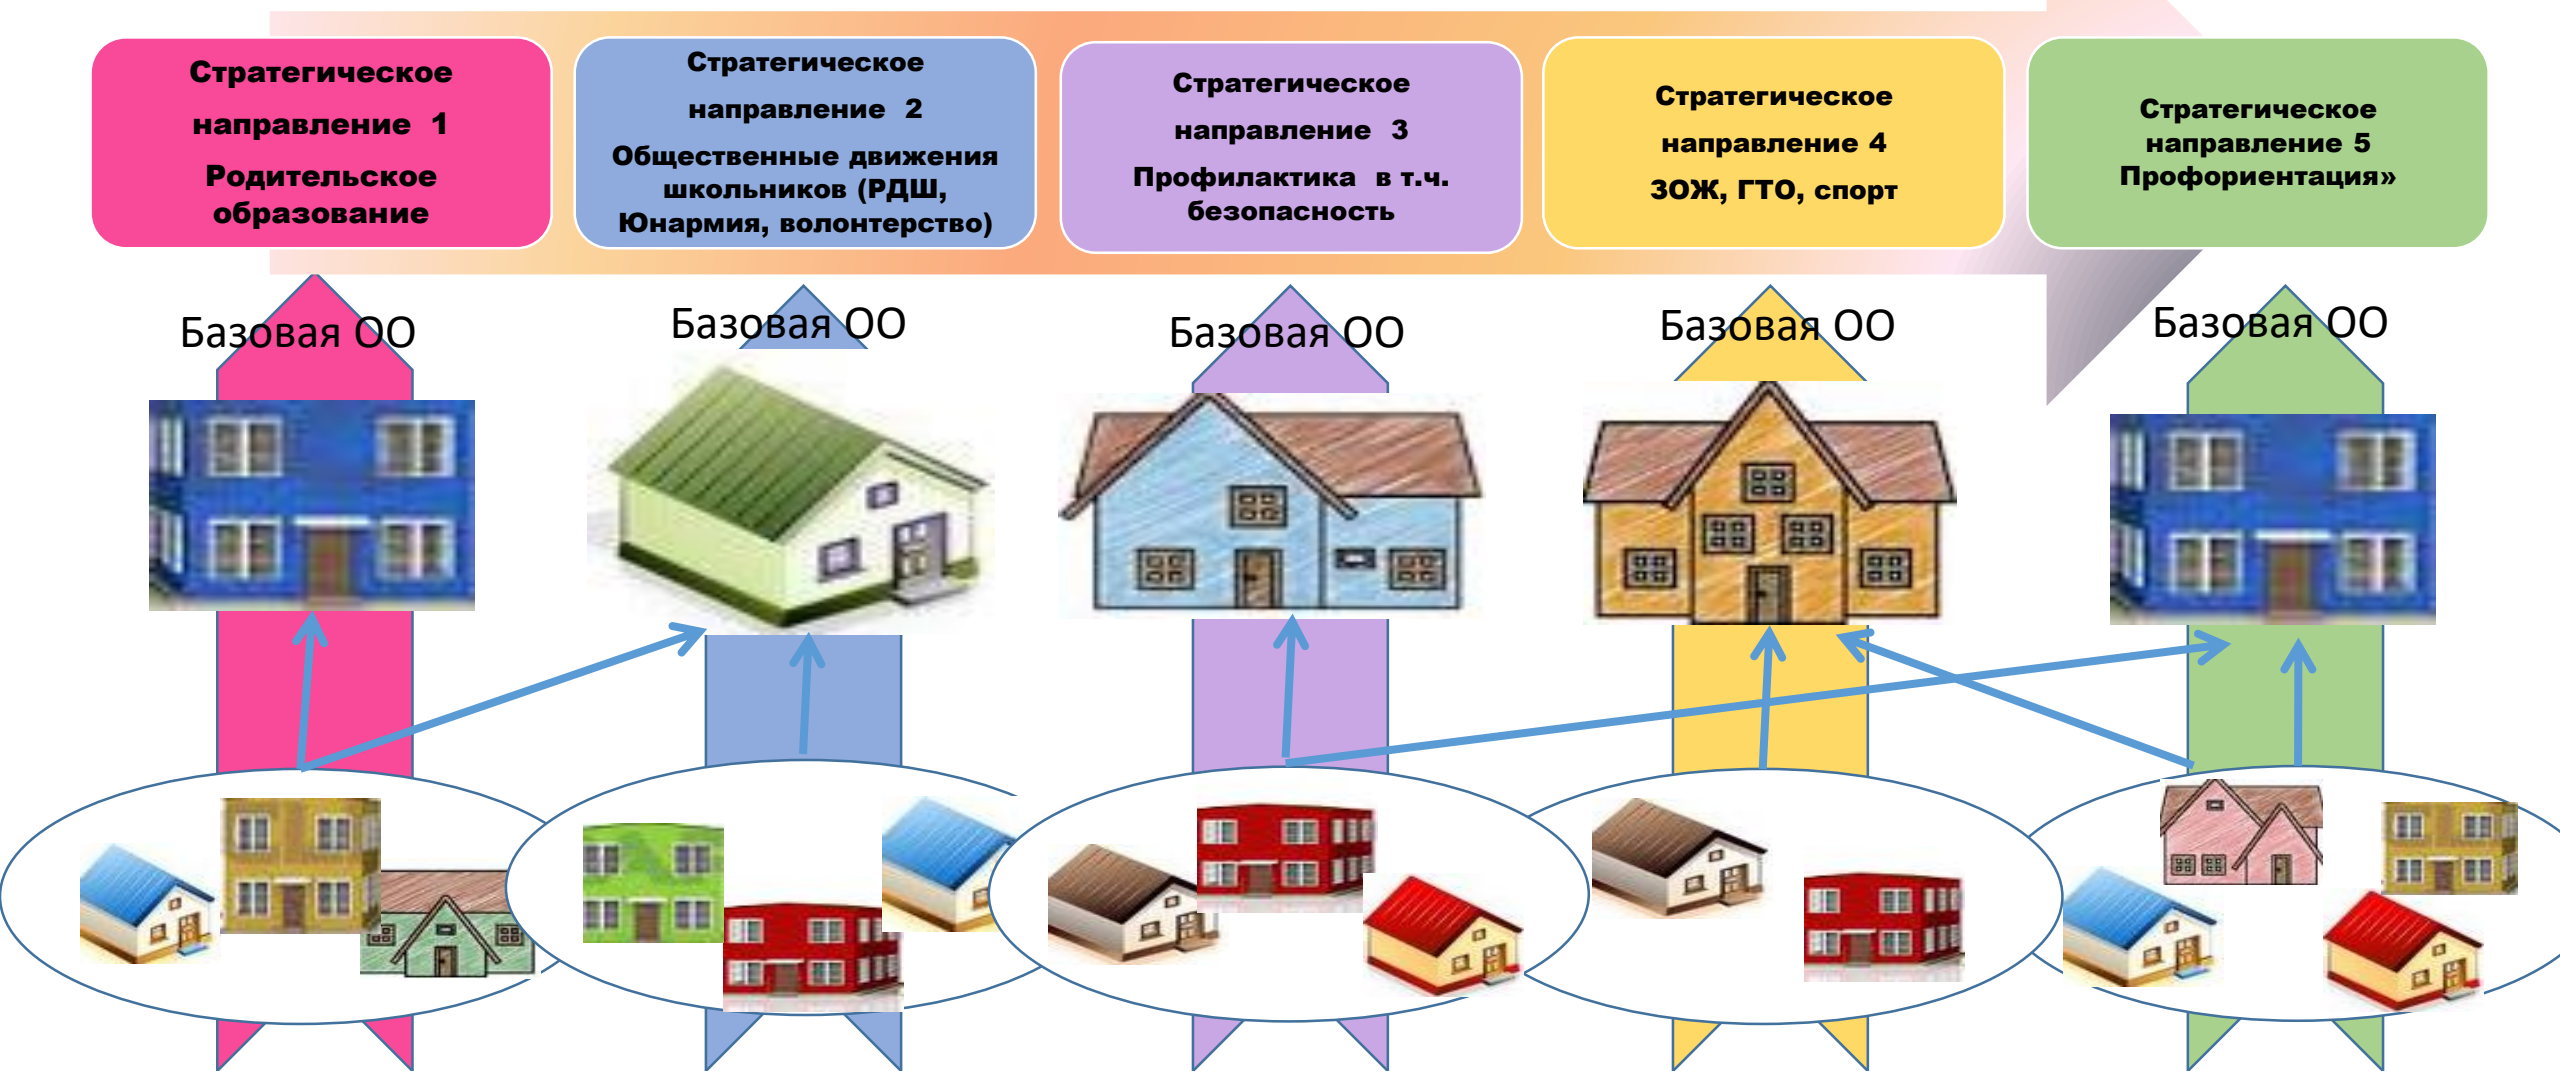 Стратегическое
направление 1
Родительское
образование
Стратегическое
направление 2
Общественные движения
школьников (РДШ,
Юнармия, волонтерство)
Стратегическое
направление 3
Профилактика в т.ч.
безопасность
Стратегическое
направление 4
ЗОЖ, ГТО, спорт
Стратегическое
направление 5
Профориентация»
Базовая ОО
Базовая ОО
Базовая ОО
Базовая ОО
Базовая ОО